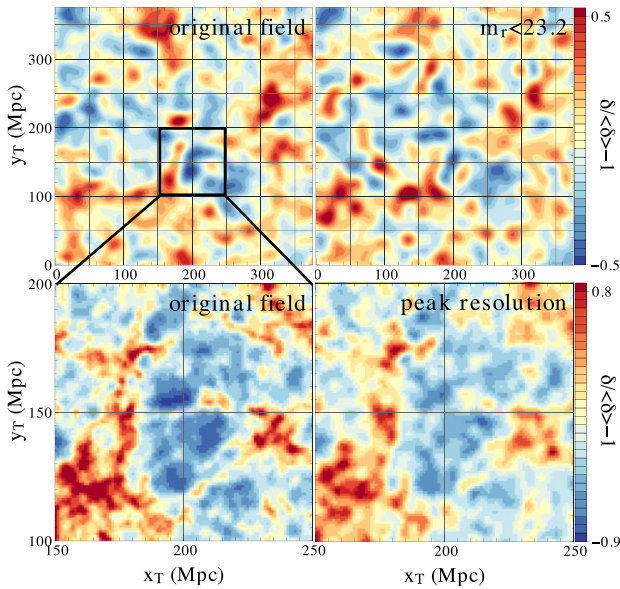 original field
m_r<23.2
0.5
300
200
100
0
y_T (Mpc)
δ/<δ>−1
−0.5
0 100 200 300
0 100 200 300
200
150
100
y_T (Mpc)
original field
peak resolution
0.8
δ/<δ>−1
−0.9
150 200 250
200 250
x_T (Mpc)
x_T (Mpc)